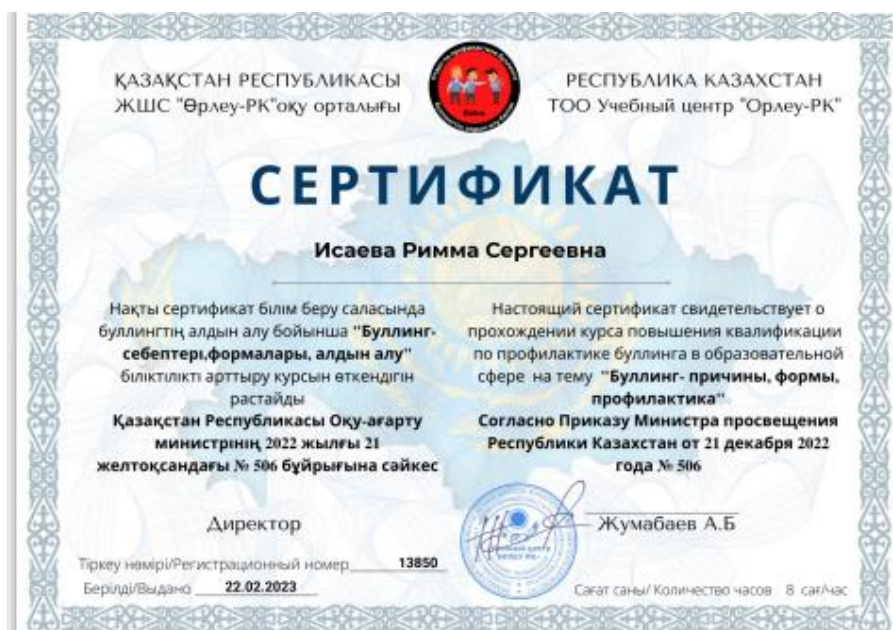 ҚАЗАҚСТАН РЕСПУБЛИКАСЫ
ЖШС "Өрлеу-РК"оқу орталығы
РЕСПУБЛИКА КАЗАХСТАН
ТОО Учебный центр "Орлеу-РК"
СЕРТИФИКАТ
Исаева Римма Сергеевна
Нақты сертификат білім беру саласында
буллингтің алдын алу бойынша "Буллинг-
себептері,формалары, алдын алу"
біліктілікті арттыру курсын өткендігін
растайды
Қазақстан Республикасы Оқу-ағарту
министрінің 2022 жылғы 21
желтоқсандағы № 506 бұйрығына сәйкес
Настоящий сертификат свидетельствует о
прохождении курса повышения квалификации
по профилактике буллинга в образовательной
сфере на тему "Буллинг- причины, формы,
профилактика"
Согласно Приказу Министра просвещения
Республики Казахстан от 21 декабря 2022
года № 506
Директор
Жумабаев А.Б
Тіркеу нөмірі/Регистрационный номер 13850
Берілді/Выдано 22.02.2023
Сағат саны/ Количество часов 8 сағ/час